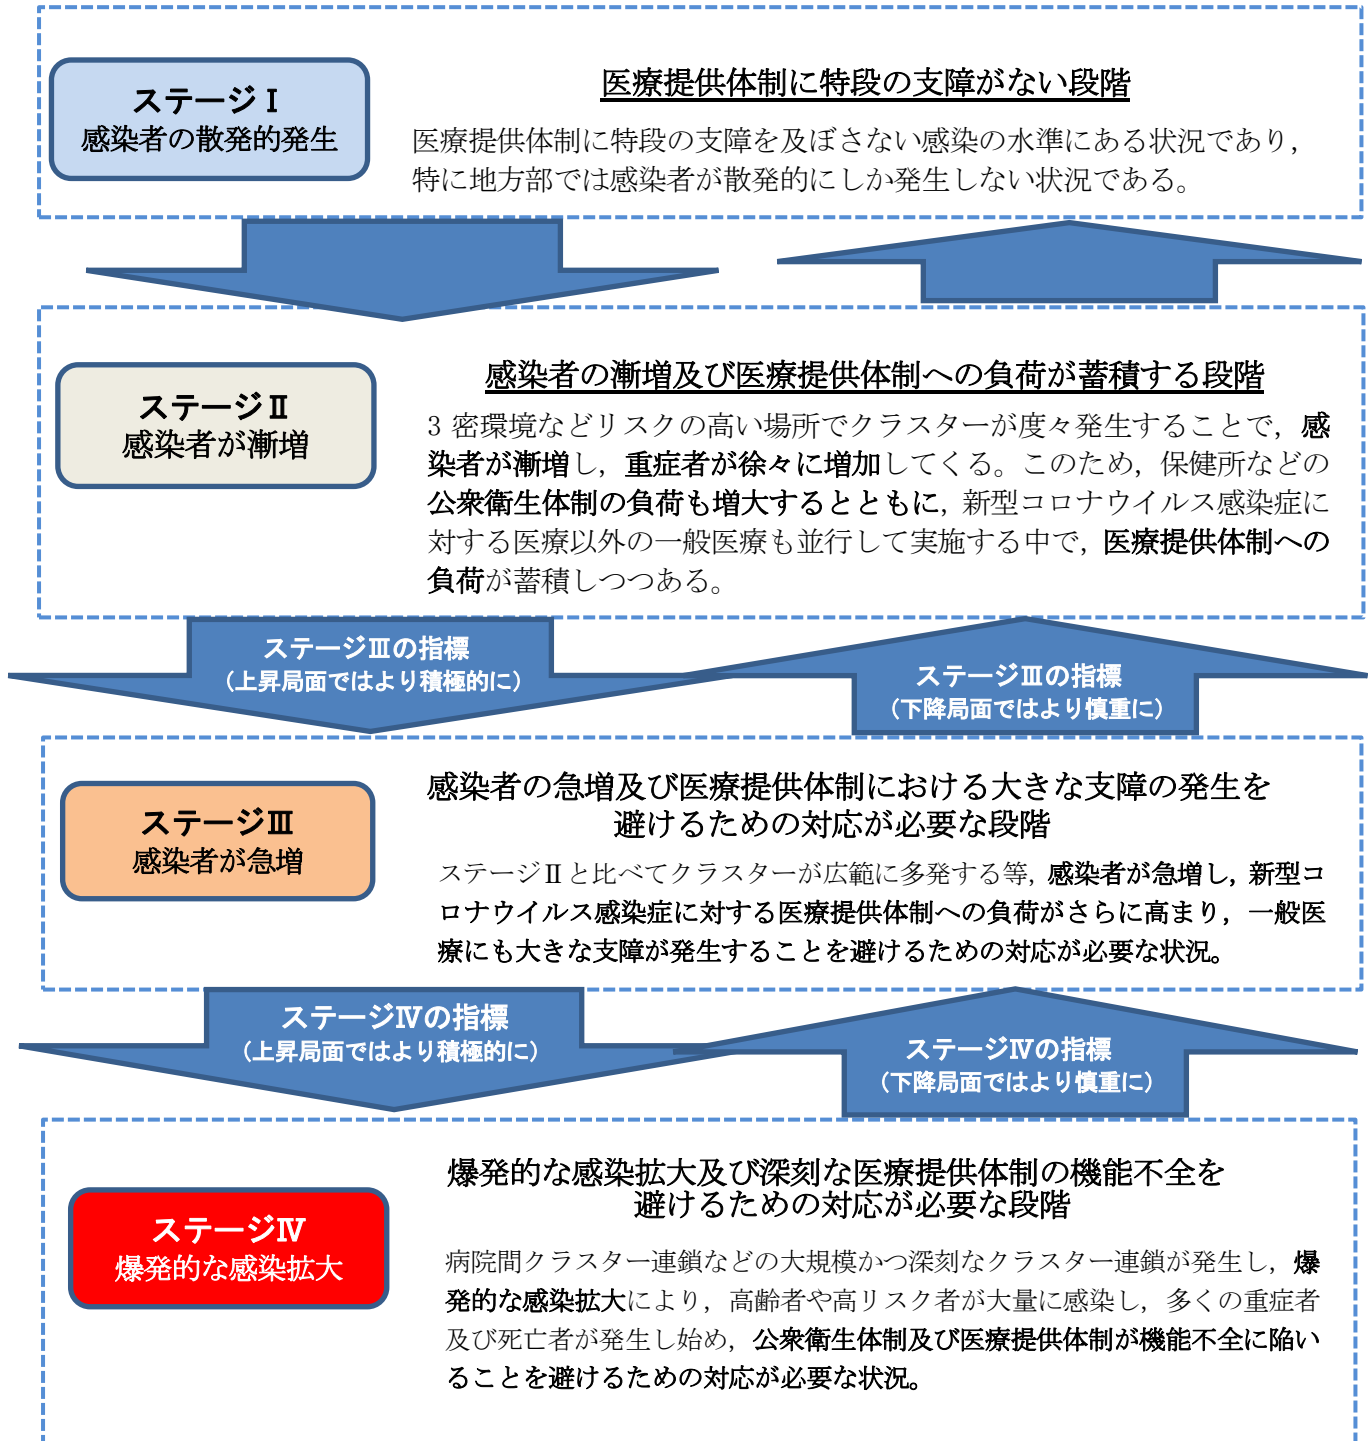 ステージⅠ
感染者の散発的発生
医療提供体制に特段の支障がない段階
医療提供体制に特段の支障を及ぼさない感染の水準にある状況であり，
特に地方部では感染者が散発的にしか発生しない状況である。
ステージⅡ
感染者が漸増
感染者の漸増及び医療提供体制への負荷が蓄積する段階
3 密環境などリスクの高い場所でクラスターが度々発生することで，感
染者が漸増し，重症者が徐々に増加してくる。このため，保健所などの
公衆衛生体制の負荷も増大するとともに，新型コロナウイルス感染症に
対する医療以外の一般医療も並行して実施する中で，医療提供体制への
負荷が蓄積しつつある。
ステージⅢの指標
（上昇局面ではより積極的に）
ステージⅢの指標
（下降局面ではより慎重に）
ステージⅢ
感染者が急増
感染者の急増及び医療提供体制における大きな支障の発生を
避けるための対応が必要な段階
ステージⅡと比べてクラスターが広範に多発する等，感染者が急増し，新型コ
ロナウイルス感染症に対する医療提供体制への負荷がさらに高まり，一般医
療にも大きな支障が発生することを避けるための対応が必要な状況。
ステージⅣの指標
（上昇局面ではより積極的に）
ステージⅣの指標
（下降局面ではより慎重に）
ステージⅣ
爆発的な感染拡大
爆発的な感染拡大及び深刻な医療提供体制の機能不全を
避けるための対応が必要な段階
病院間クラスター連鎖などの大規模かつ深刻なクラスター連鎖が発生し，爆
発的な感染拡大により，高齢者や高リスク者が大量に感染し，多くの重症者
及び死亡者が発生し始め，公衆衛生体制及び医療提供体制が機能不全に陥い
ることを避けるための対応が必要な状況。